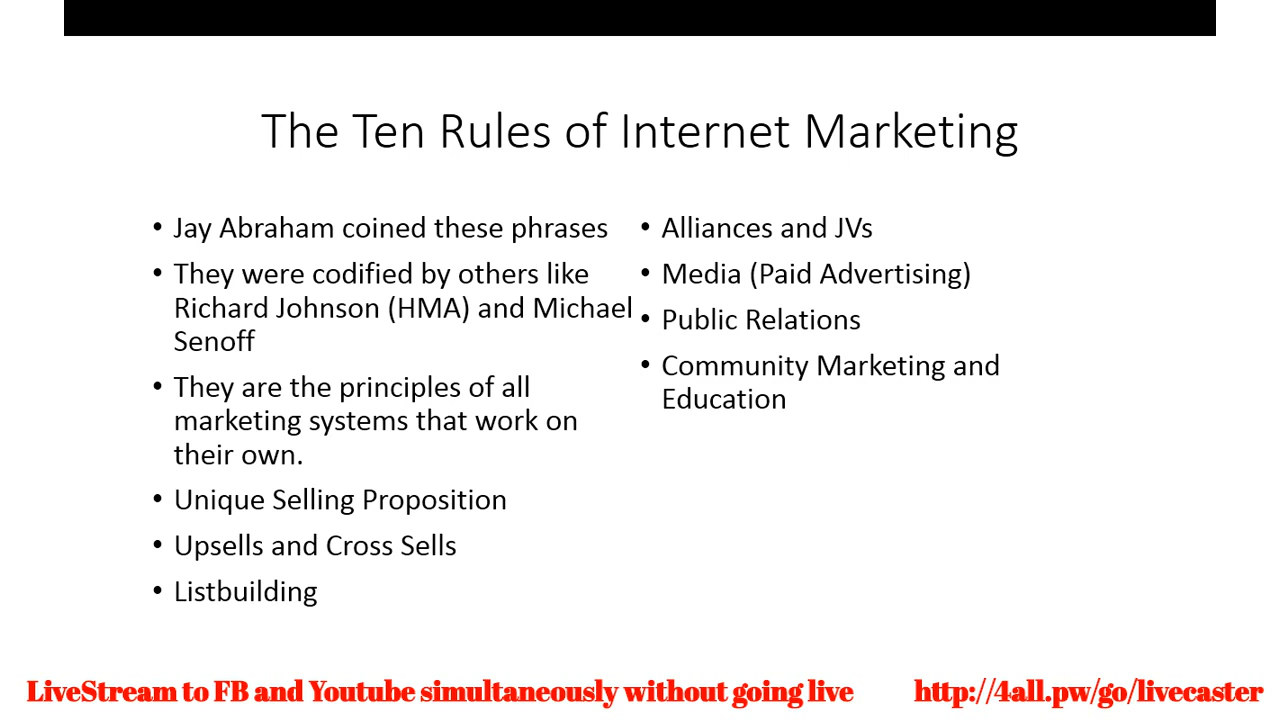 The Ten Rules of Internet Marketing
• Jay Abraham coined these phrases
• They were codified by others like
Richard Johnson (HMA) and Michael
Senoff
• They are the principles of all
marketing systems that work on
their own.
• Unique Selling Proposition
• Upsells and Cross Sells
• Listbuilding
• Alliances and JVs
• Media (Paid Advertising)
• Public Relations
• Community Marketing and
Education
LiveStream to FB and Youtube simultaneously without going live
http://4all.pw/go/livecaster